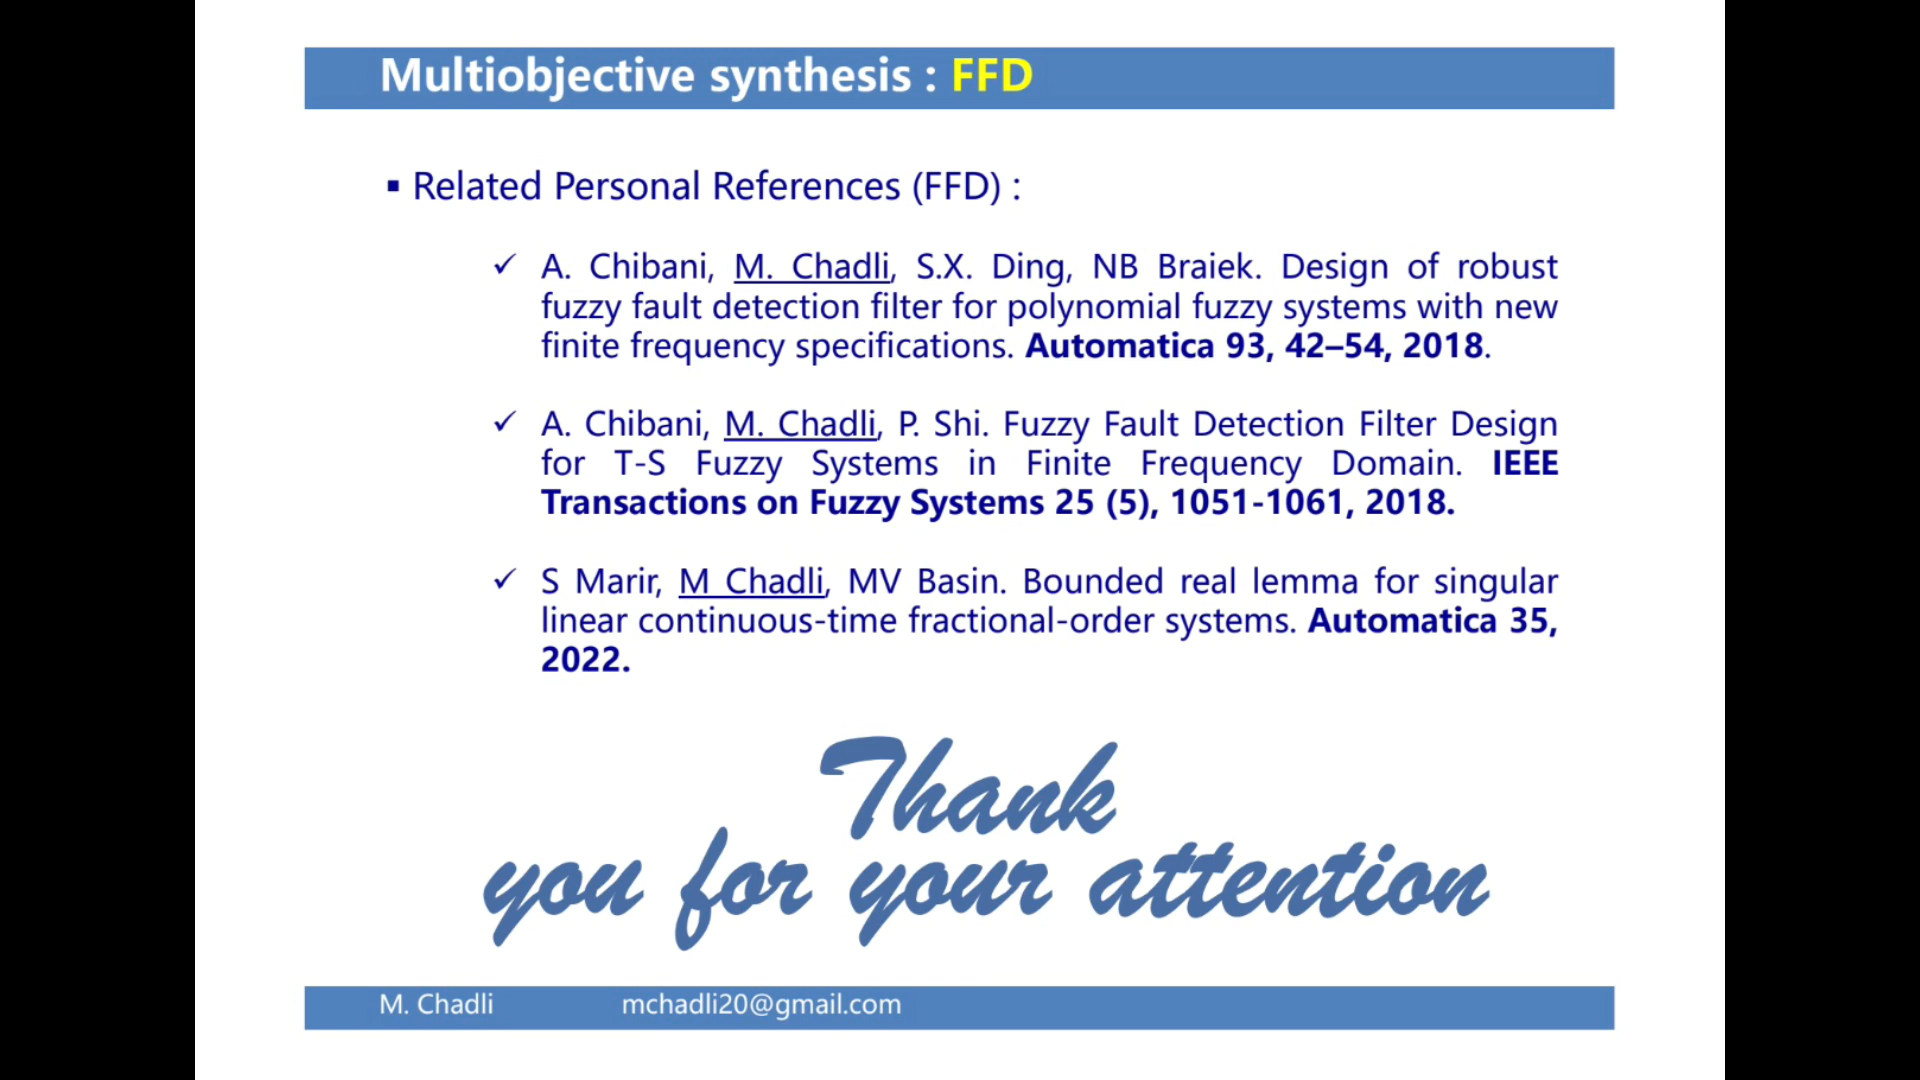 Multiobjective synthesis : FFD
▪ Related Personal References (FFD) :
✓ A. Chibani, M. Chadli, S.X. Ding, NB Braiek. Design of robust
fuzzy fault detection filter for polynomial fuzzy systems with new
finite frequency specifications. Automatica 93, 42–54, 2018.
✓ A. Chibani, M. Chadli, P. Shi. Fuzzy Fault Detection Filter Design
for T-S Fuzzy Systems in Finite Frequency Domain. IEEE
Transactions on Fuzzy Systems 25 (5), 1051-1061, 2018.
✓ S Marir, M Chadli, MV Basin. Bounded real lemma for singular
linear continuous-time fractional-order systems. Automatica 35,
2022.
Thank
you for your attention
M. Chadli mchadli20@gmail.com